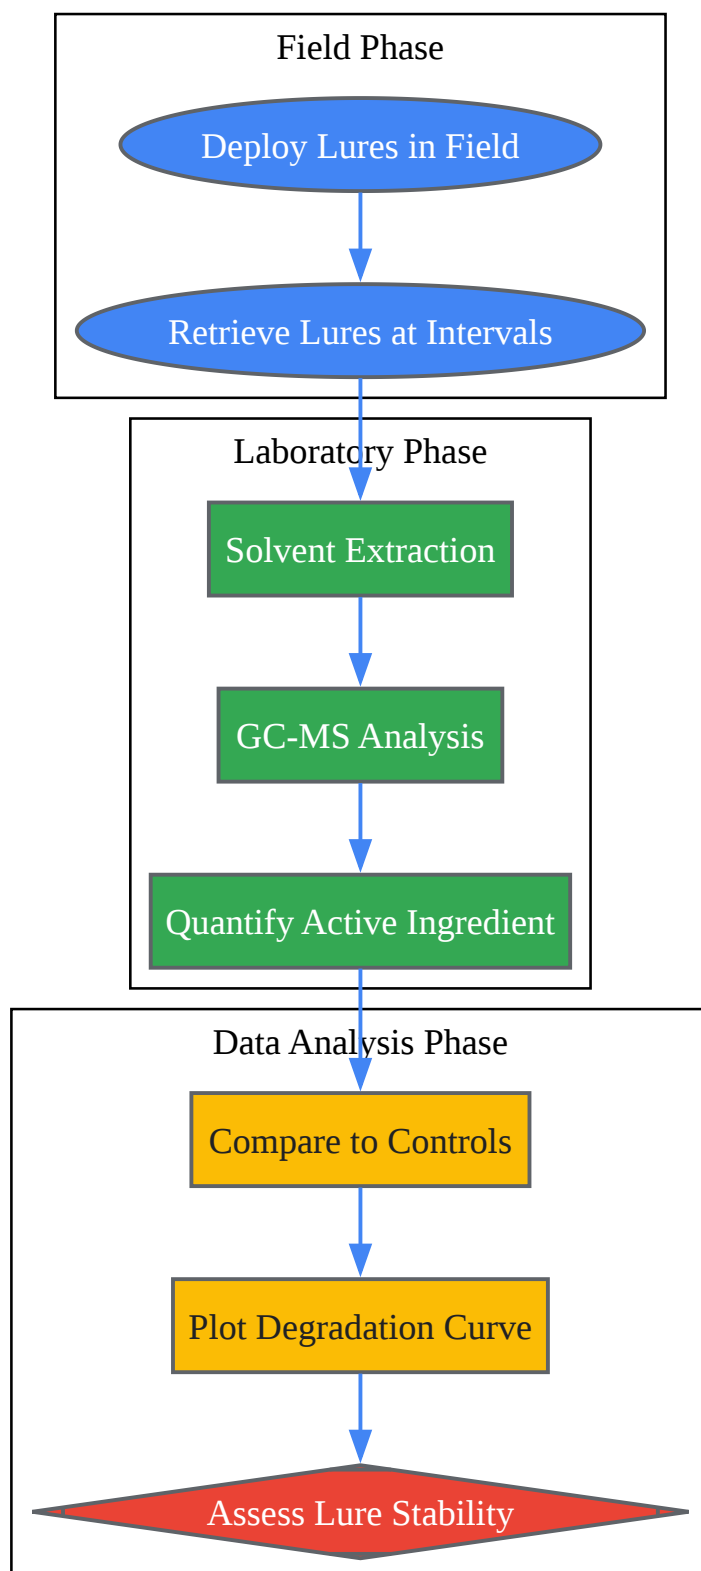 Field Phase
Deploy Lures in Field
Retrieve Lures at Intervals
Laboratory Phase
Solvent Extraction
GC-MS Analysis
Quantify Active Ingredient
Data Analysis Phase
Compare to Controls
Plot Degradation Curve
Assess Lure Stability